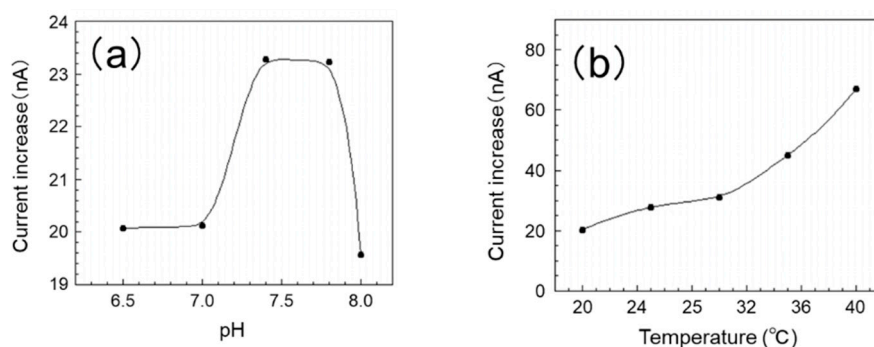 (a)
Current increase(nA)
24
23
22
21
20
19
6.5 7.0 7.5 8.0
pH
(b)
Current increase(nA)
80
60
40
20
0
20 24 25 30 32 40
Temperature(℃)